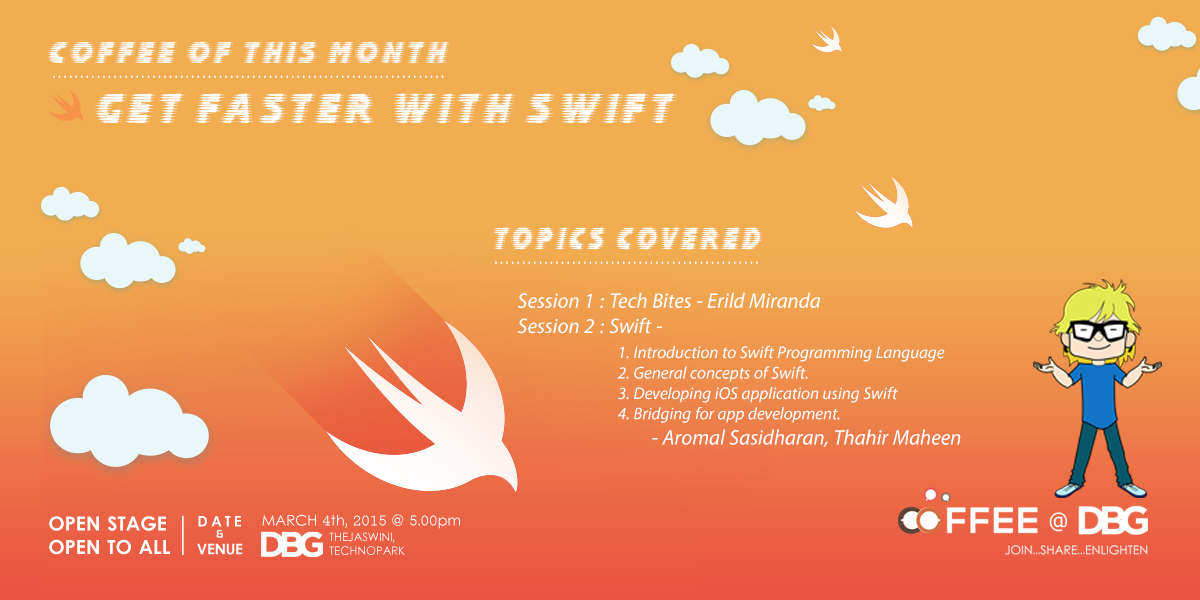 COFFEE OF THIS MONTH
GET FASTER WITH SWIFT
TOPICS COVERED
Session 1 : Tech Bites - Erild Miranda
Session 2 : Swift -
1. Introduction to Swift Programming Language
2. General concepts of Swift.
3. Developing iOS application using Swift
4. Bridging for app development.
- Aromal Sasidharan, Thahir Maheen
OPEN STAGE
OPEN TO ALL
DATE
&
VENUE
MARCH 4th, 2015 @ 5.00pm
DBG
THEJASWINI,
TECHNOPARK
COFFEE @ DBG
JOIN...SHARE...ENLIGHTEN